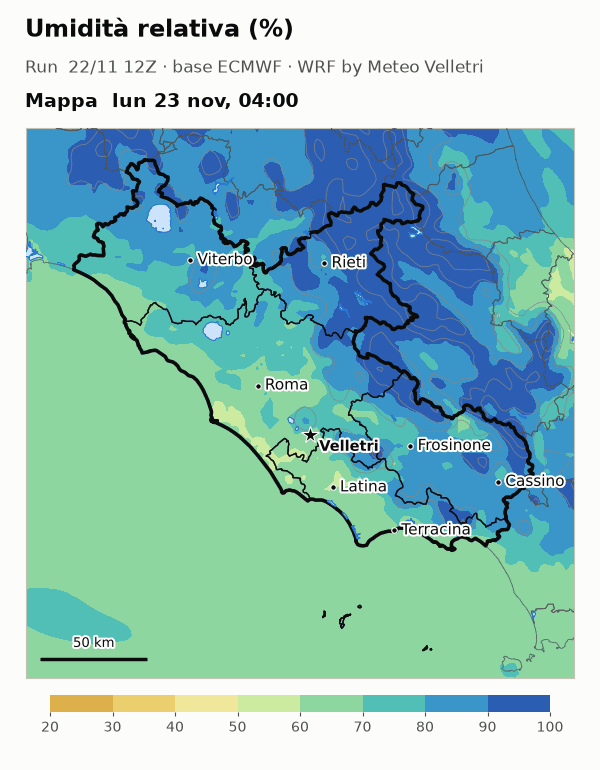 Umidità relativa (%)
Run  22/11 12Z · base ECMWF · WRF by Meteo Velletri
Mappa  lun 23 nov, 04:00
Viterbo
Rieti
Roma
Velletri
Frosinone
Cassino
Latina
Terracina
50 km
20 30 40 50 60 70 80 90 100